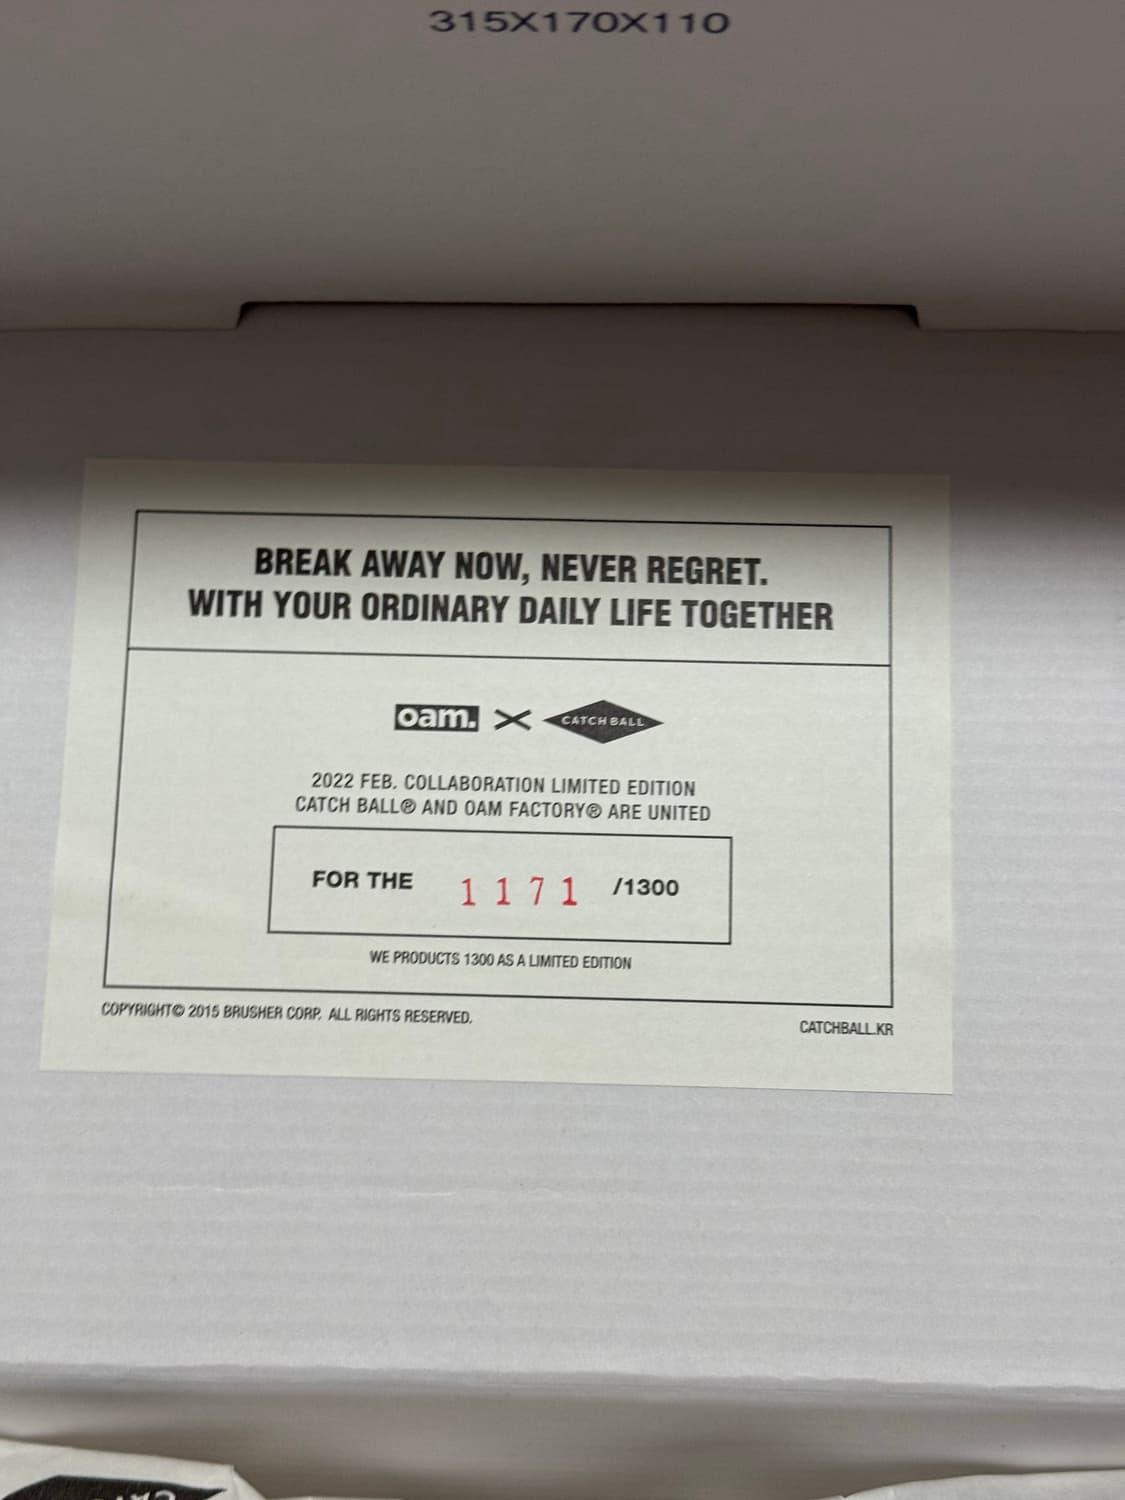 315X170X110
BREAK AWAY NOW, NEVER REGRET.
WITH YOUR ORDINARY DAILY LIFE TOGETHER
oam. X CATCH BALL
2022 FEB. COLLABORATION LIMITED EDITION
CATCH BALL® AND OAM FACTORY® ARE UNITED
FOR THE 1171 /1300
WE PRODUCTS 1300 AS A LIMITED EDITION
COPYRIGHT© 2015 BRUSHER CORP. ALL RIGHTS RESERVED.
CATCHBALL.KR